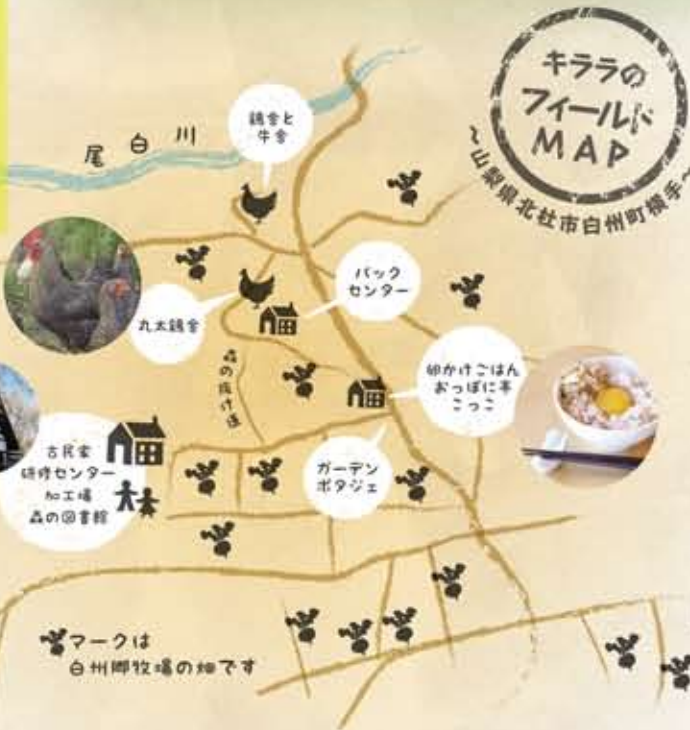 キララの
フィールド
MAP
～山梨県北杜市白州町横手～
尾白川
鶏舎と
牛舎
パック
センター
丸太鶏舎
森の抜け道
卵かけごはん
おっぽに亭
こっこ
古民家
研修センター
加工場
森の図書館
ガーデン
ポタジェ
マークは
白州郷牧場の畑です